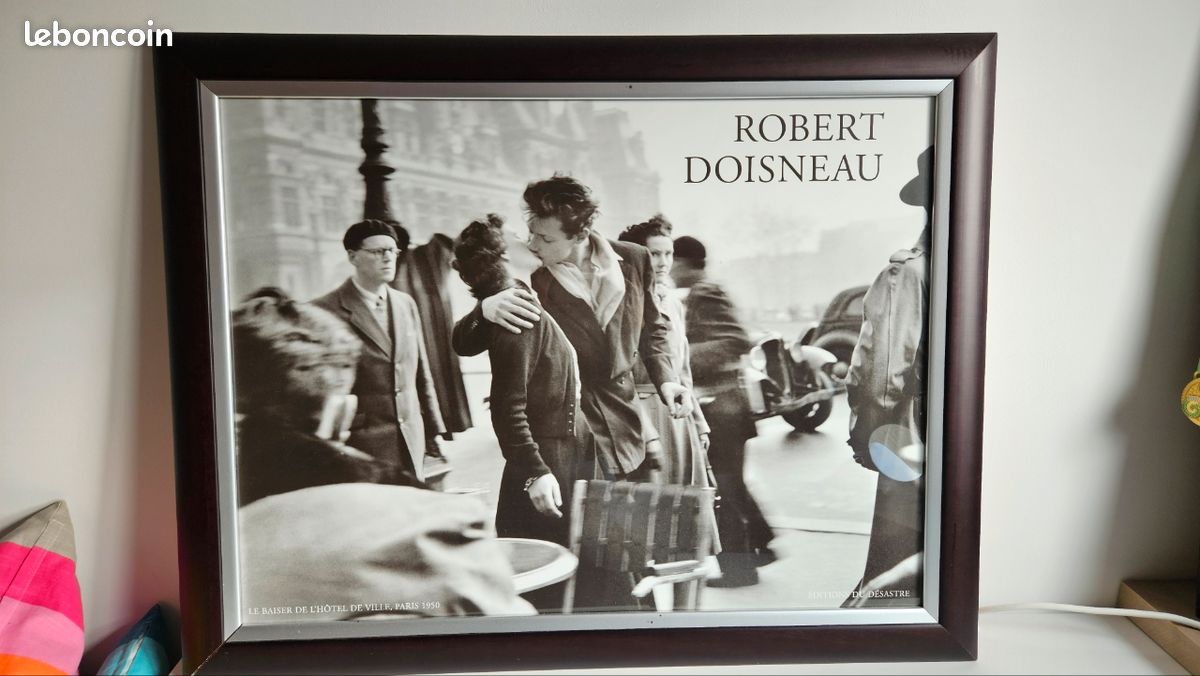 leboncoin
ROBERT
DOISNEAU
LE BAISER DE L'HÔTEL DE VILLE, PARIS 1950
ÉDITIONS DU DÉSASTRE